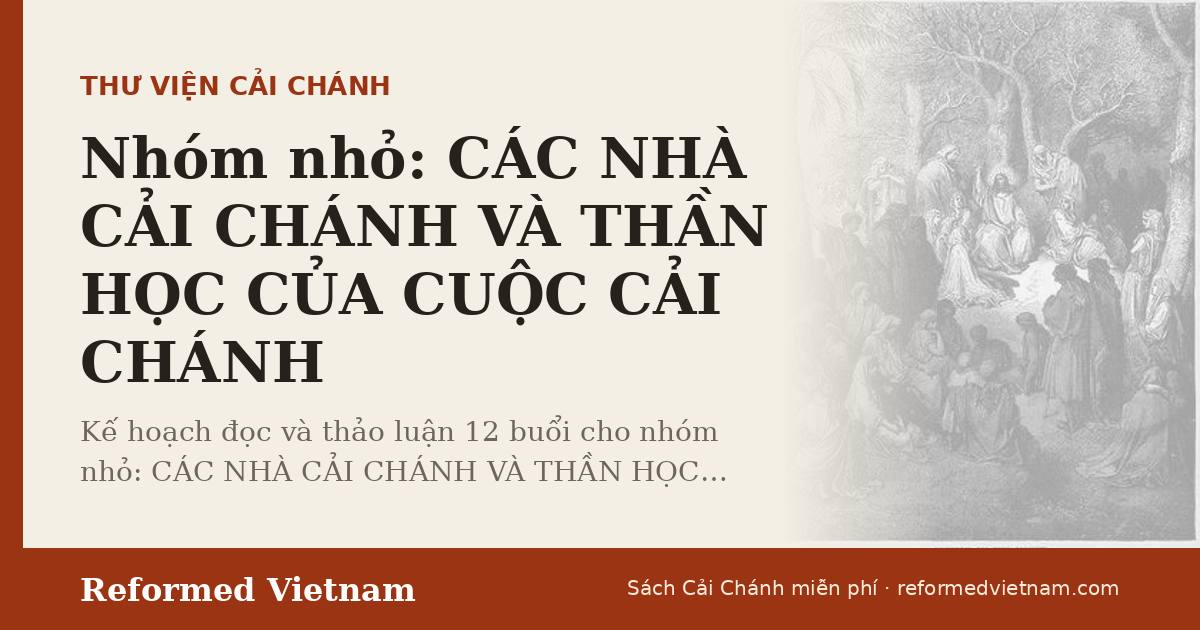 THƯ VIỆN CẢI CHÁNH
Nhóm nhỏ: CÁC NHÀ
CẢI CHÁNH VÀ THẦN
HỌC CỦA CUỘC CẢI
CHÁNH
Kế hoạch đọc và thảo luận 12 buổi cho nhóm
nhỏ: CÁC NHÀ CẢI CHÁNH VÀ THẦN HỌC…
Reformed Vietnam
Sách Cải Chánh miễn phí · reformedvietnam.com